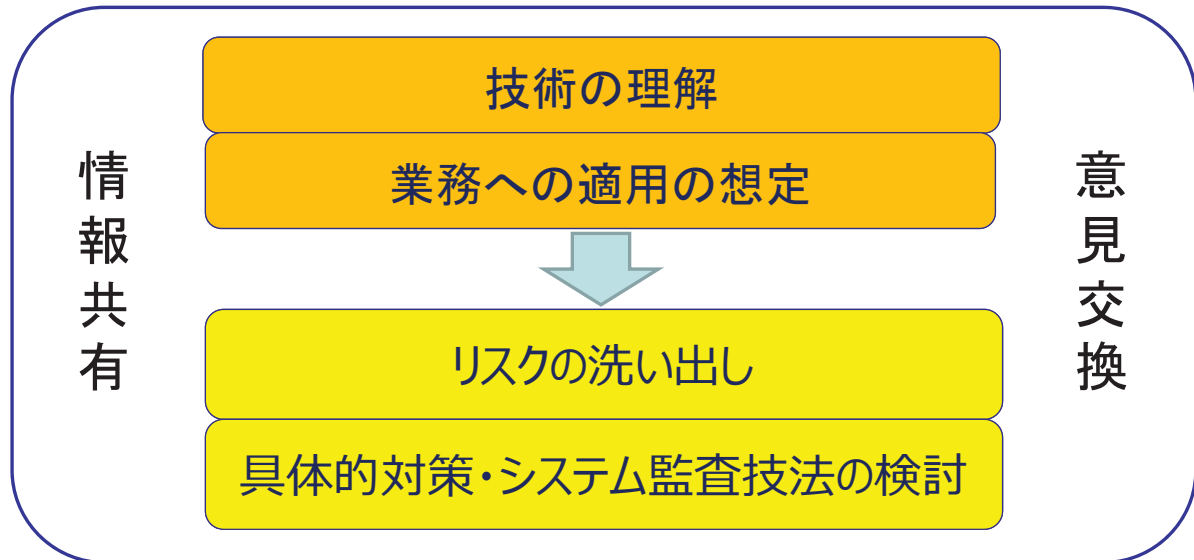 情報共有
技術の理解
業務への適用の想定
リスクの洗い出し
具体的対策・システム監査技法の検討
意見交換